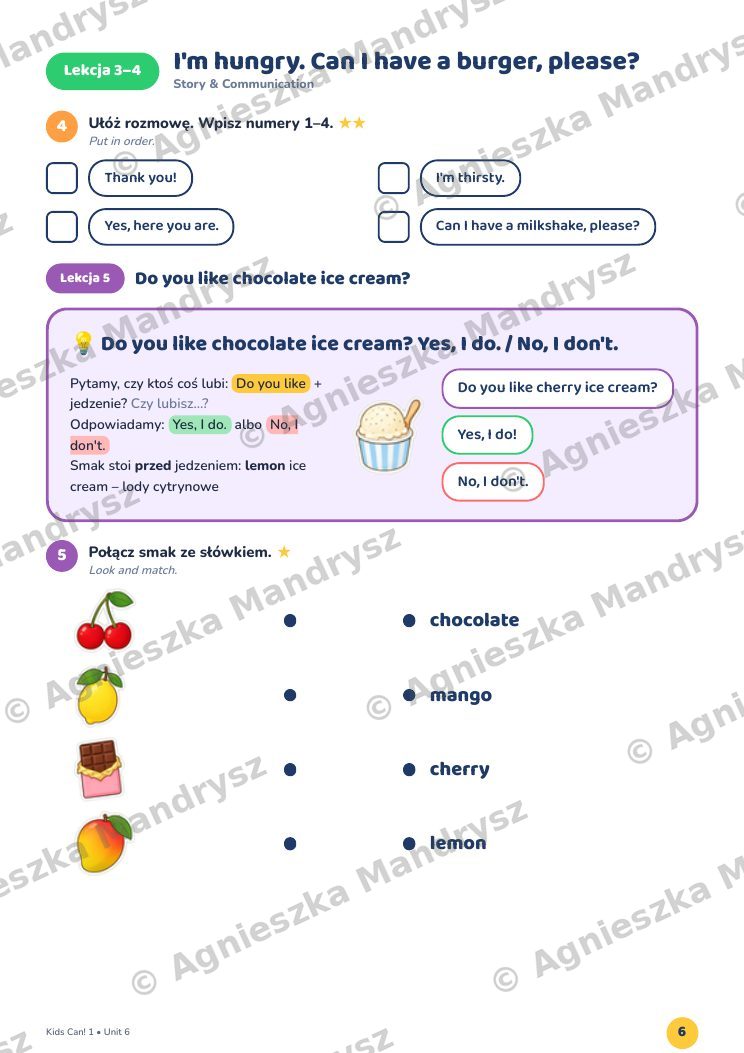 Lekcja 3–4
I'm hungry. Can I have a burger, please?
Story & Communication
4
Ułóż rozmowę. Wpisz numery 1–4.
Put in order.
Thank you!
I'm thirsty.
Yes, here you are.
Can I have a milkshake, please?
Lekcja 5
Do you like chocolate ice cream?
Do you like chocolate ice cream? Yes, I do. / No, I don't.
Pytamy, czy ktoś coś lubi: Do you like +
jedzenie? Czy lubisz...?
Odpowiadamy: Yes, I do. albo No, I
don't.
Smak stoi przed jedzeniem: lemon ice
cream – lody cytrynowe
Do you like cherry ice cream?
Yes, I do!
No, I don't.
5
Połącz smak ze słówkiem.
Look and match.
chocolate
mango
cherry
lemon
Kids Can! 1 • Unit 6
6
© Agnieszka Mandrysz